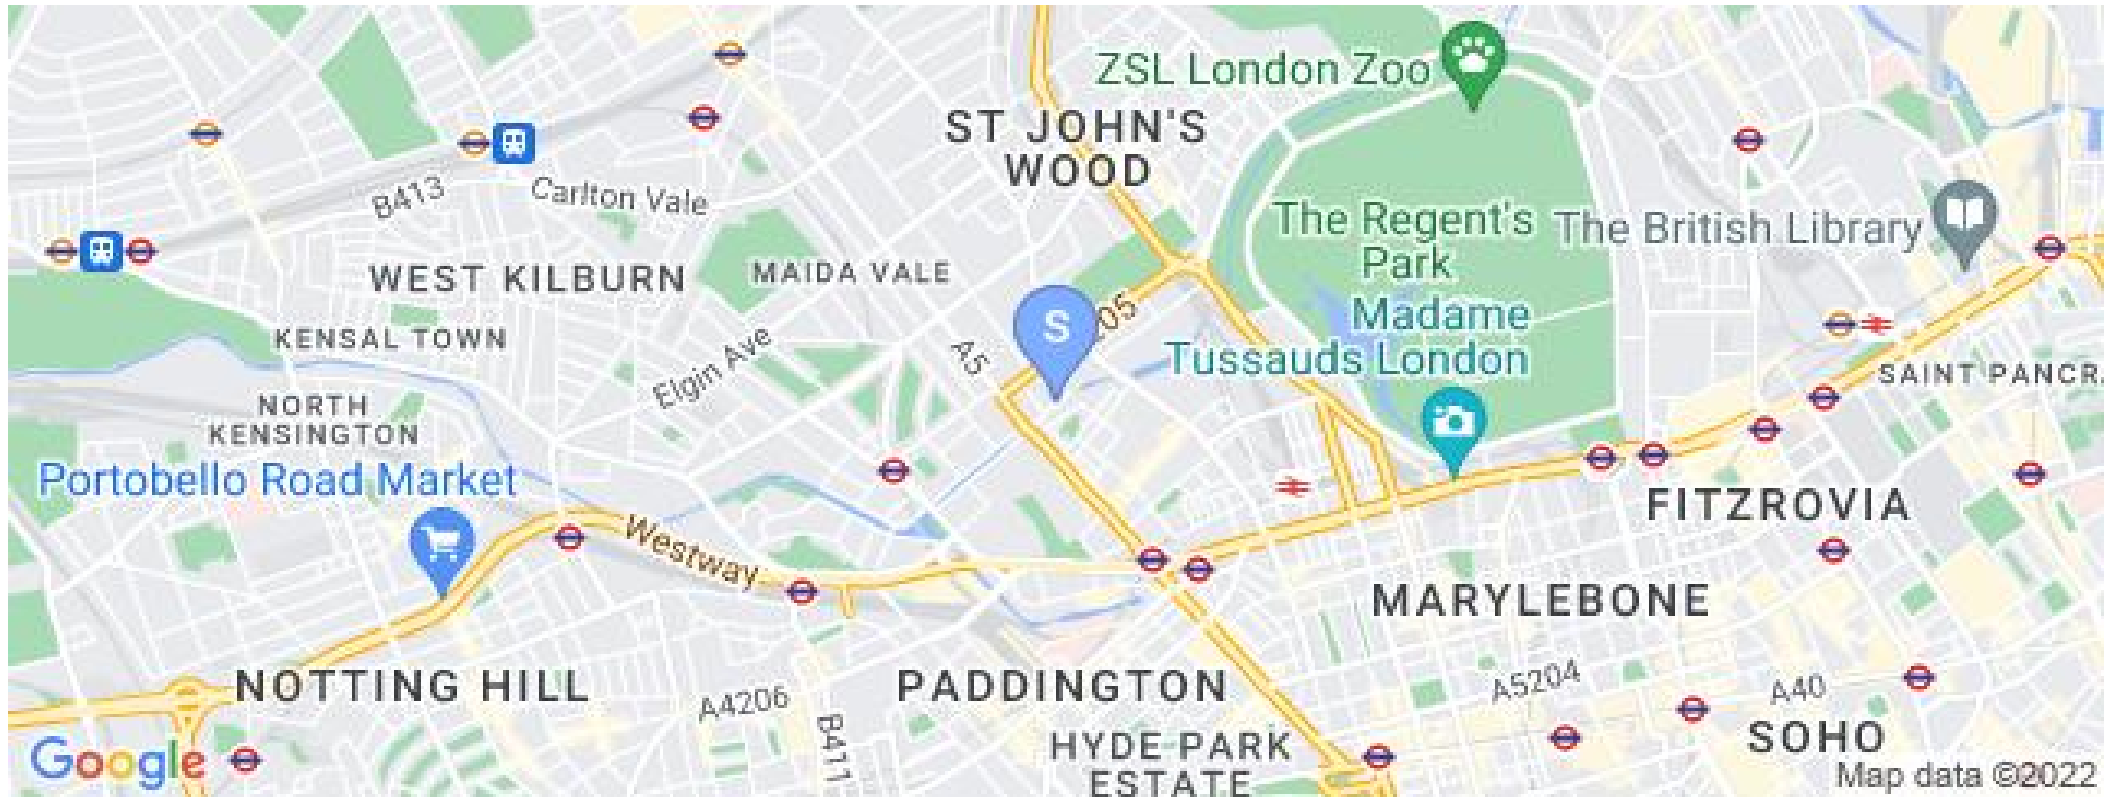 ZSL London Zoo
ST JOHN'S
WOOD
B413
Carlton Vale
The Regent's
Park
The British Library
WEST KILBURN
MAIDA VALE
Madame
Tussauds London
S
05
KENSAL TOWN
Elgin Ave
A5
SAINT PANCR
NORTH
KENSINGTON
Portobello Road Market
FITZROVIA
Westway
MARYLEBONE
NOTTING HILL
PADDINGTON
A4206
A5204
A40
B411
HYDE PARK
ESTATE
SOHO
Google
Map data ©2022